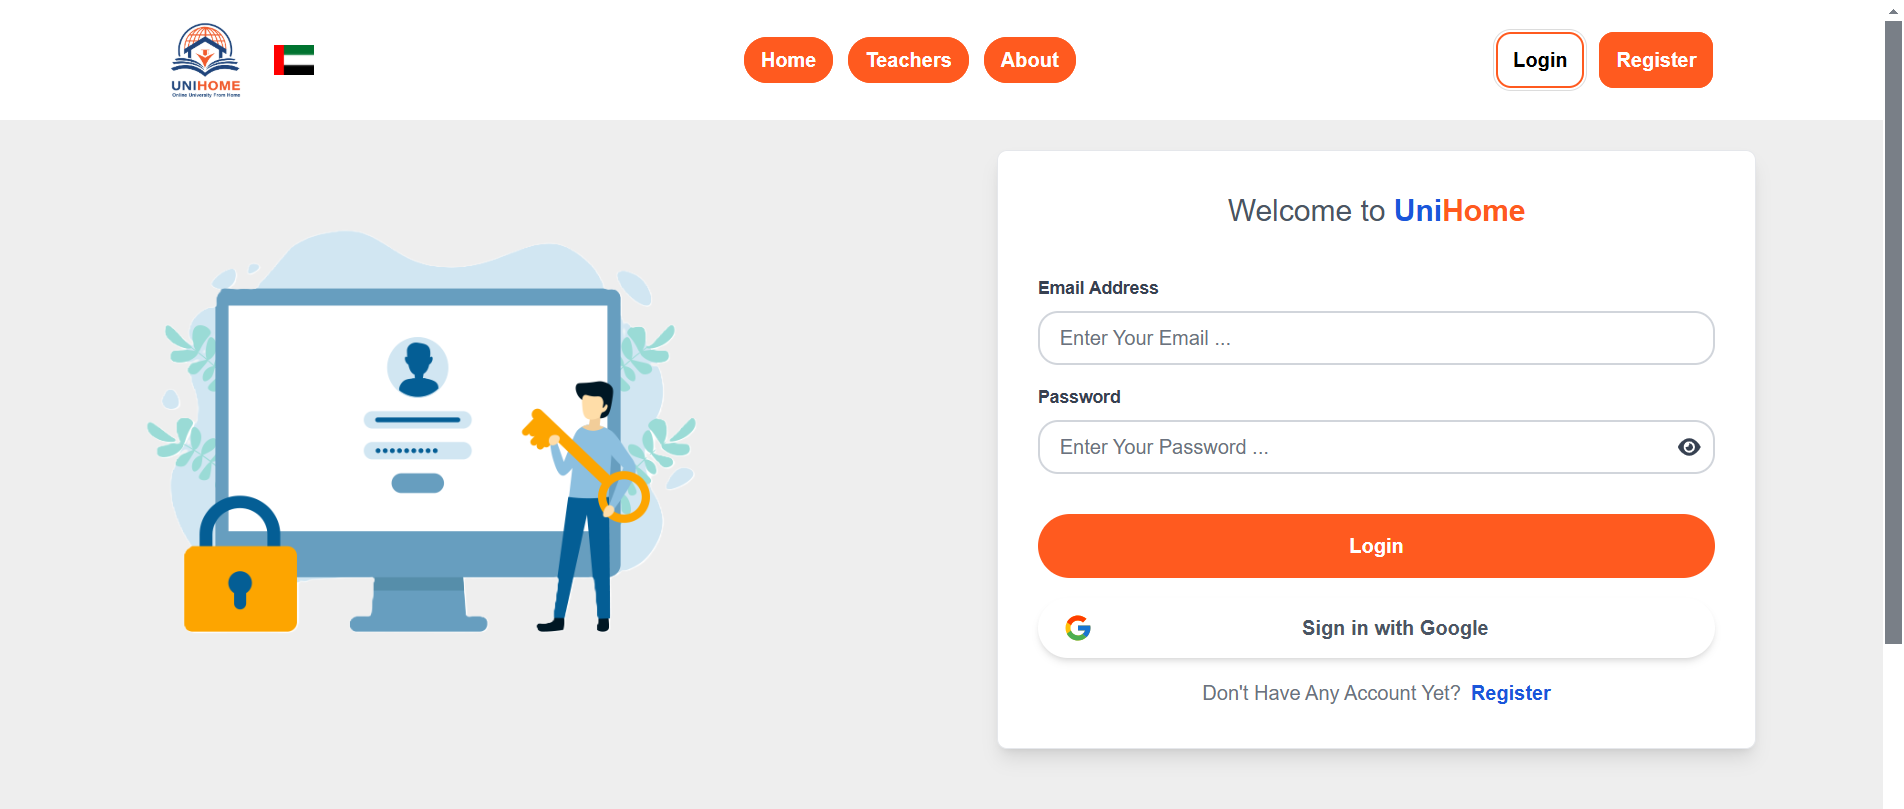 UNIHOME
Online University From Home
Home
Teachers
About
Login
Register
Welcome to UniHome
Email Address
Enter Your Email ...
Password
Enter Your Password ...
Login
Sign in with Google
Don't Have Any Account Yet? Register